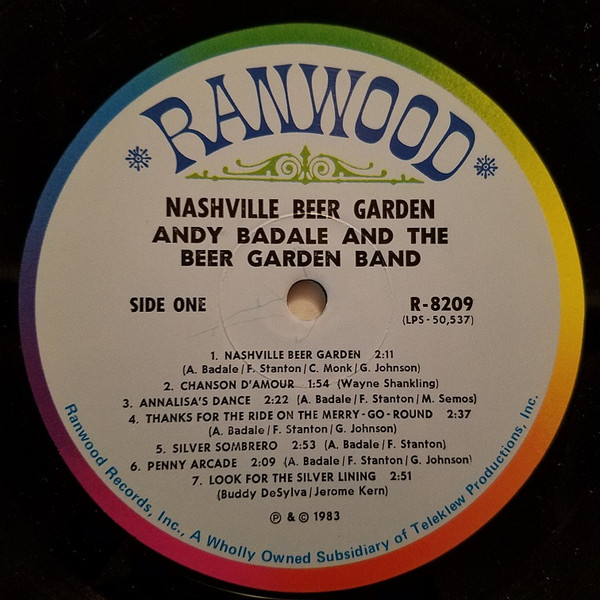 RANWOOD
NASHVILLE BEER GARDEN
ANDY BADALE AND THE
BEER GARDEN BAND
SIDE ONE
R-8209
(LPS-50,537)
1. NASHVILLE BEER GARDEN 2:11
(A. Badale/F. Stanton/C. Monk/G. Johnson)
2. CHANSON D'AMOUR 1:54 (Wayne Shankling)
3. ANNALISA'S DANCE 2:22 (A. Badale/F. Stanton/M. Semos)
4. THANKS FOR THE RIDE ON THE MERRY-GO-ROUND 2:37
(A. Badale/F. Stanton/G. Johnson)
5. SILVER SOMBRERO 2:53 (A. Badale/F. Stanton)
6. PENNY ARCADE 2:09 (A. Badale/F. Stanton/G. Johnson)
7. LOOK FOR THE SILVER LINING 2:51
(Buddy DeSylva/Jerome Kern)
℗ & © 1983
Ranwood Records, Inc., A Wholly Owned Subsidiary of Teleklew Productions, Inc.